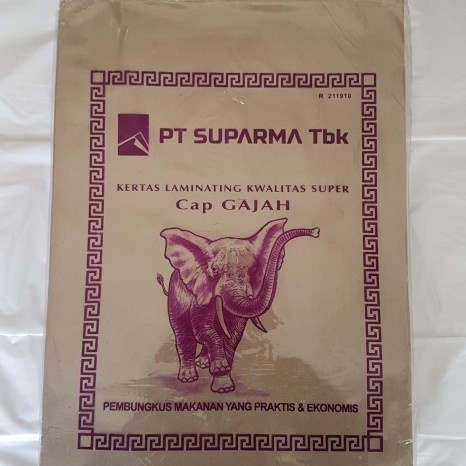 R 211910
PT SUPARMA Tbk
KERTAS LAMINATING KWALITAS SUPER
Cap GAJAH
PEMBUNGKUS MAKANAN YANG PRAKTIS & EKONOMIS